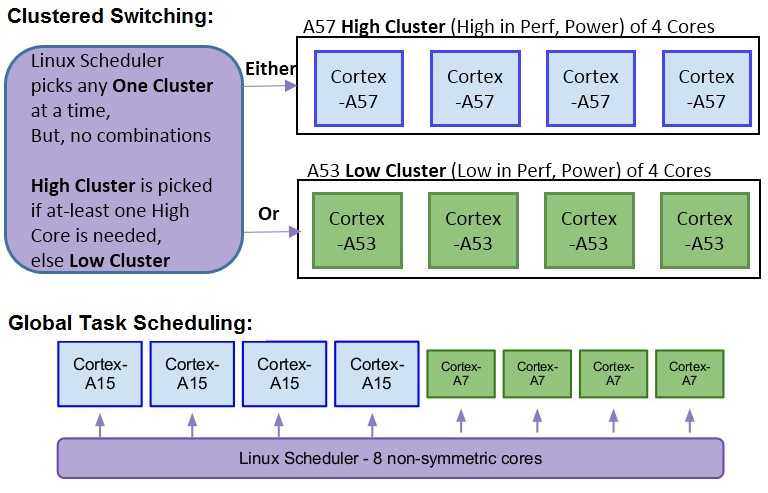 Clustered Switching:
Linux Scheduler
picks any One Cluster
at a time,
But, no combinations
High Cluster is picked
if at-least one High
Core is needed,
else Low Cluster
Either
Or
A57 High Cluster (High in Perf, Power) of 4 Cores
Cortex
-A57
Cortex
-A57
Cortex
-A57
Cortex
-A57
A53 Low Cluster (Low in Perf, Power) of 4 Cores
Cortex
-A53
Cortex
-A53
Cortex
-A53
Cortex
-A53
Global Task Scheduling:
Cortex-
A15
Cortex-
A15
Cortex-
A15
Cortex-
A15
Cortex-
A7
Cortex-
A7
Cortex-
A7
Cortex-
A7
Linux Scheduler - 8 non-symmetric cores